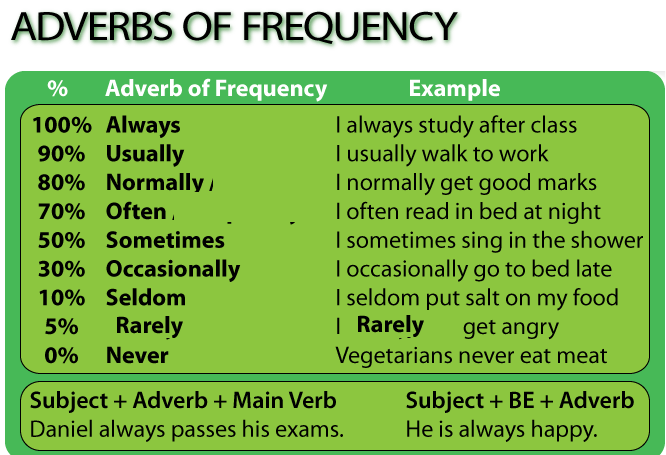 ADVERBS OF FREQUENCY
% Adverb of Frequency Example
100% Always I always study after class
90% Usually I usually walk to work
80% Normally / I normally get good marks
70% Often I often read in bed at night
50% Sometimes I sometimes sing in the shower
30% Occasionally I occasionally go to bed late
10% Seldom I seldom put salt on my food
5% Rarely I Rarely get angry
0% Never Vegetarians never eat meat
Subject + Adverb + Main Verb Subject + BE + Adverb
Daniel always passes his exams. He is always happy.